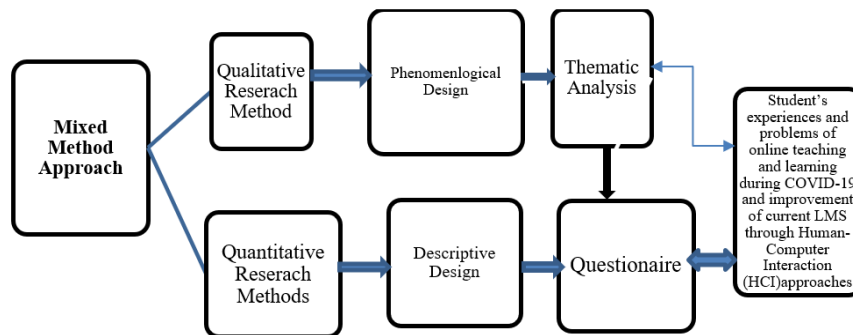 Mixed
Method
Approach
Qualitative
Reserach
Method
Phenomenlogical
Design
Thematic
Analysis
Quantitative
Reserach
Methods
Descriptive
Design
Questionaire
Student's
experiences and
problems of
online teaching
and learning
during COVID-19
and improvement
of current LMS
through Human-
Computer
Interaction
(HCI)approaches